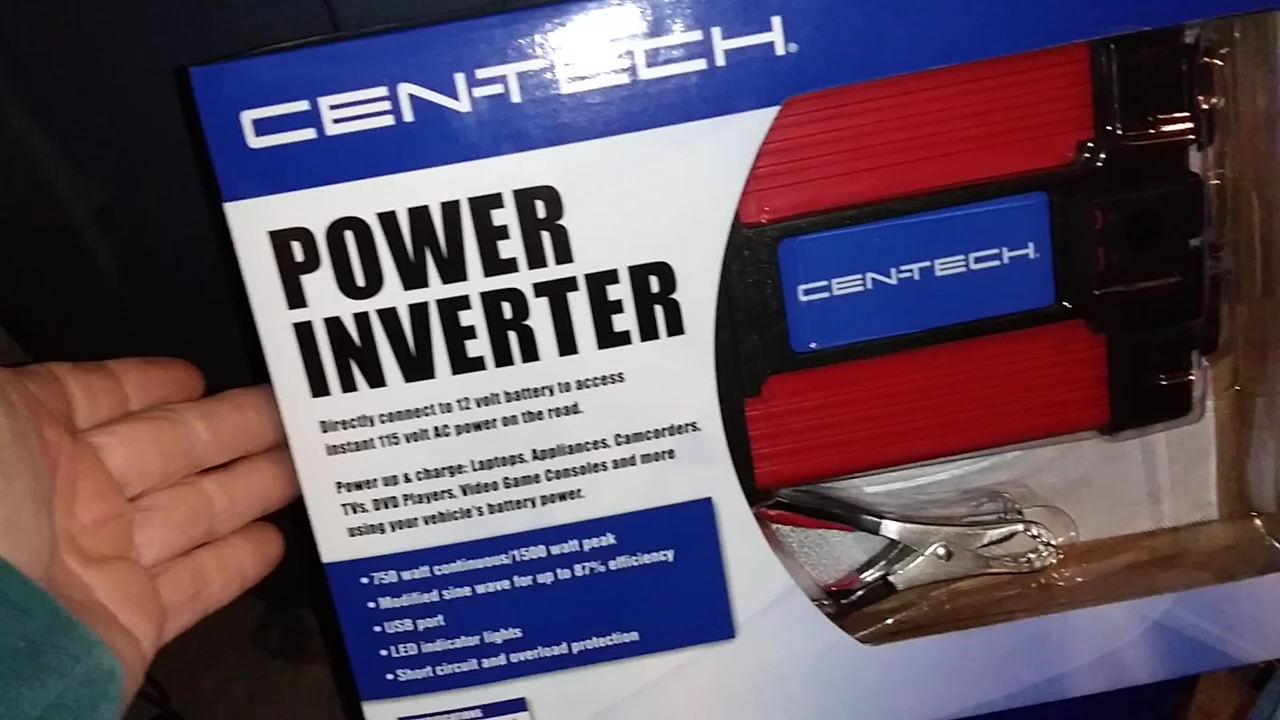 CEN-TECH®
POWER
INVERTER
Directly connect to 12 volt battery to access
instant 115 volt AC power on the road.
Power up & charge: Laptops, Appliances, Camcorders,
TVs, DVD Players, Video Game Consoles and more
using your vehicle's battery power.
• 750 watt continuous/1500 watt peak
• Modified sine wave for up to 87% efficiency
• USB port
• LED indicator lights
• Short circuit and overload protection
CEN-TECH®